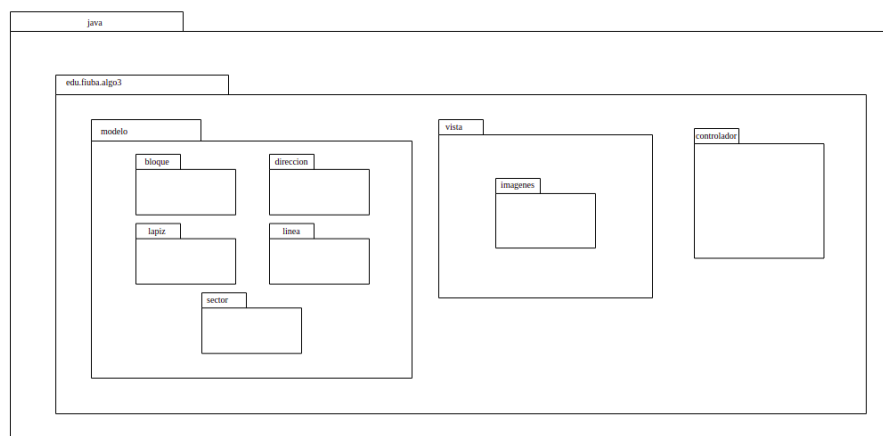 java
edu.fiuba.algo3
modelo
bloque
direccion
lapiz
linea
sector
vista
imagenes
controlador